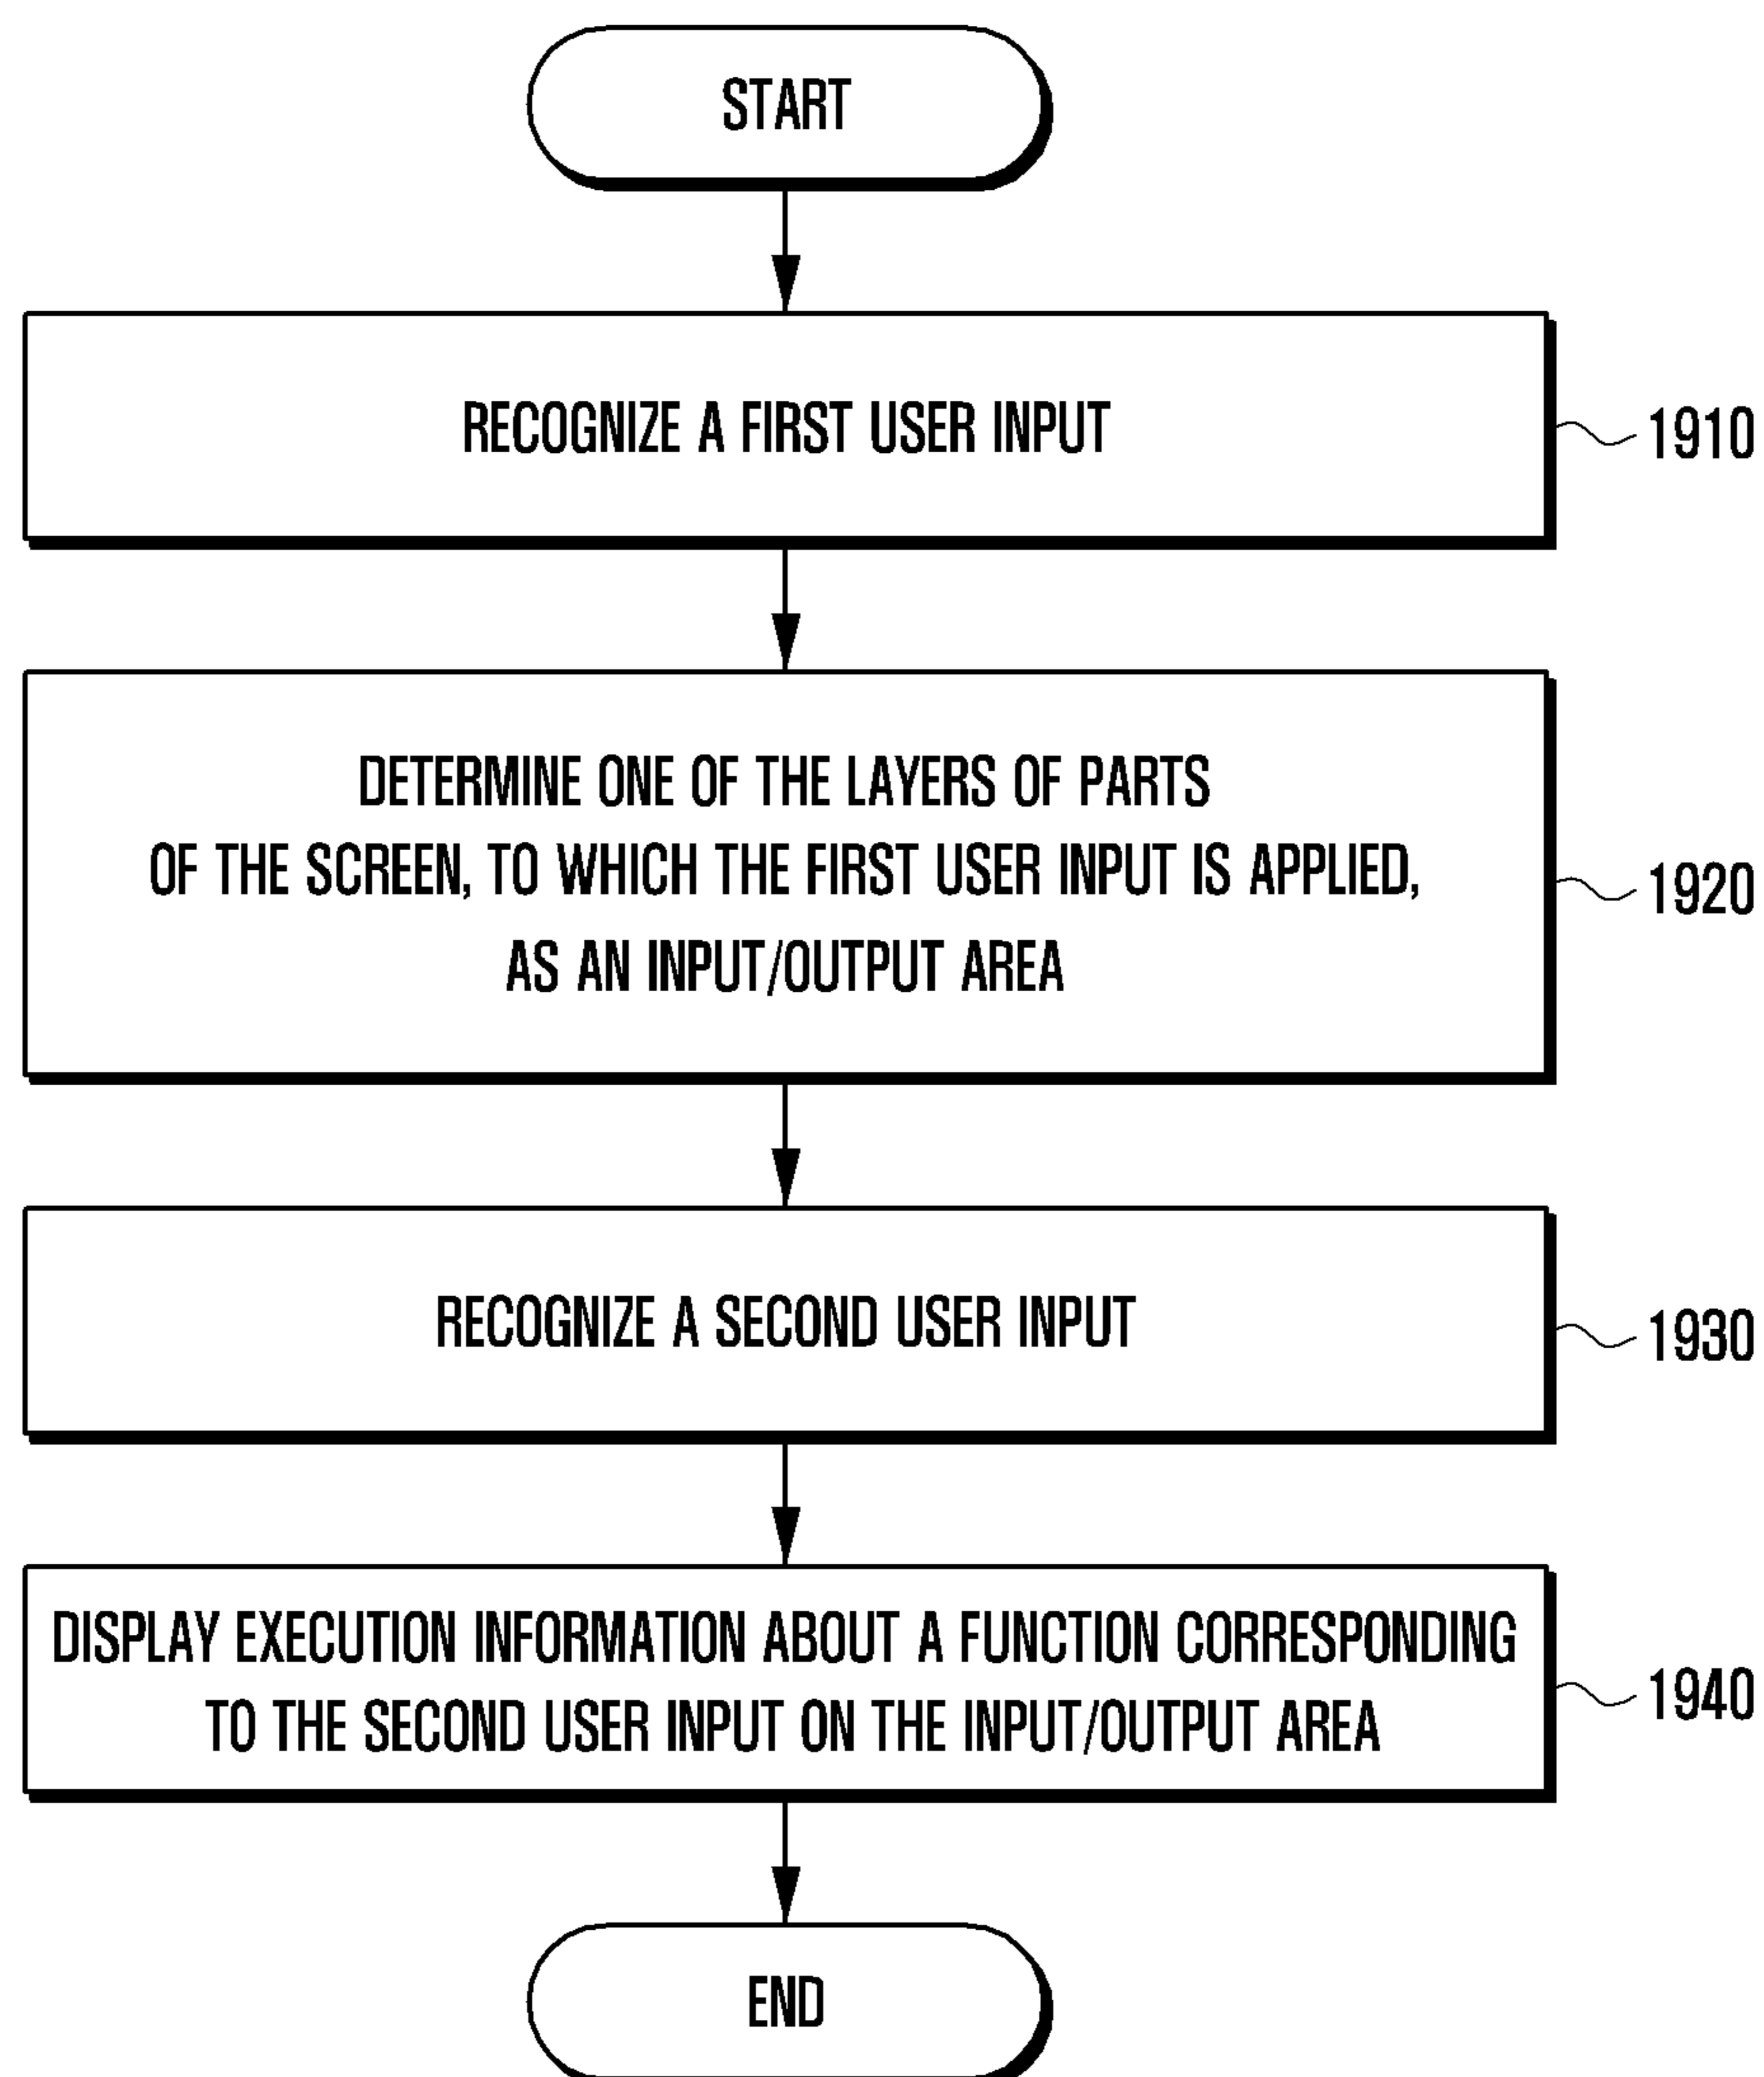 START
RECOGNIZE A FIRST USER INPUT
1910
DETERMINE ONE OF THE LAYERS OF PARTS
OF THE SCREEN, TO WHICH THE FIRST USER INPUT IS APPLIED,
AS AN INPUT/OUTPUT AREA
1920
RECOGNIZE A SECOND USER INPUT
1930
DISPLAY EXECUTION INFORMATION ABOUT A FUNCTION CORRESPONDING
TO THE SECOND USER INPUT ON THE INPUT/OUTPUT AREA
1940
END